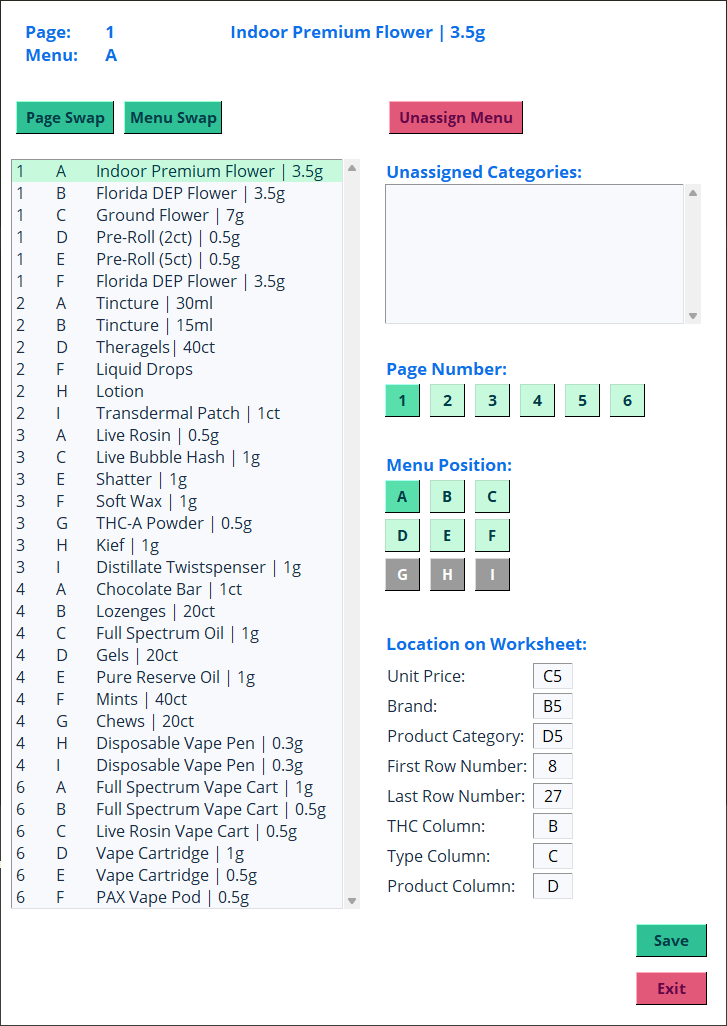 Page: 1 Indoor Premium Flower | 3.5g
Menu: A
Page Swap Menu Swap Unassign Menu
1 A Indoor Premium Flower | 3.5g
1 B Florida DEP Flower | 3.5g
1 C Ground Flower | 7g
1 D Pre-Roll (2ct) | 0.5g
1 E Pre-Roll (5ct) | 0.5g
1 F Florida DEP Flower | 3.5g
2 A Tincture | 30ml
2 B Tincture | 15ml
2 D Theragels| 40ct
2 F Liquid Drops
2 H Lotion
2 I Transdermal Patch | 1ct
3 A Live Rosin | 0.5g
3 C Live Bubble Hash | 1g
3 E Shatter | 1g
3 F Soft Wax | 1g
3 G THC-A Powder | 0.5g
3 H Kief | 1g
3 I Distillate Twistspenser | 1g
4 A Chocolate Bar | 1ct
4 B Lozenges | 20ct
4 C Full Spectrum Oil | 1g
4 D Gels | 20ct
4 E Pure Reserve Oil | 1g
4 F Mints | 40ct
4 G Chews | 20ct
4 H Disposable Vape Pen | 0.3g
4 I Disposable Vape Pen | 0.3g
6 A Full Spectrum Vape Cart | 1g
6 B Full Spectrum Vape Cart | 0.5g
6 C Live Rosin Vape Cart | 0.5g
6 D Vape Cartridge | 1g
6 E Vape Cartridge | 0.5g
6 F PAX Vape Pod | 0.5g
Unassigned Categories:
Page Number:
1 2 3 4 5 6
Menu Position:
A B C
D E F
G H I
Location on Worksheet:
Unit Price: C5
Brand: B5
Product Category: D5
First Row Number: 8
Last Row Number: 27
THC Column: B
Type Column: C
Product Column: D
Save
Exit